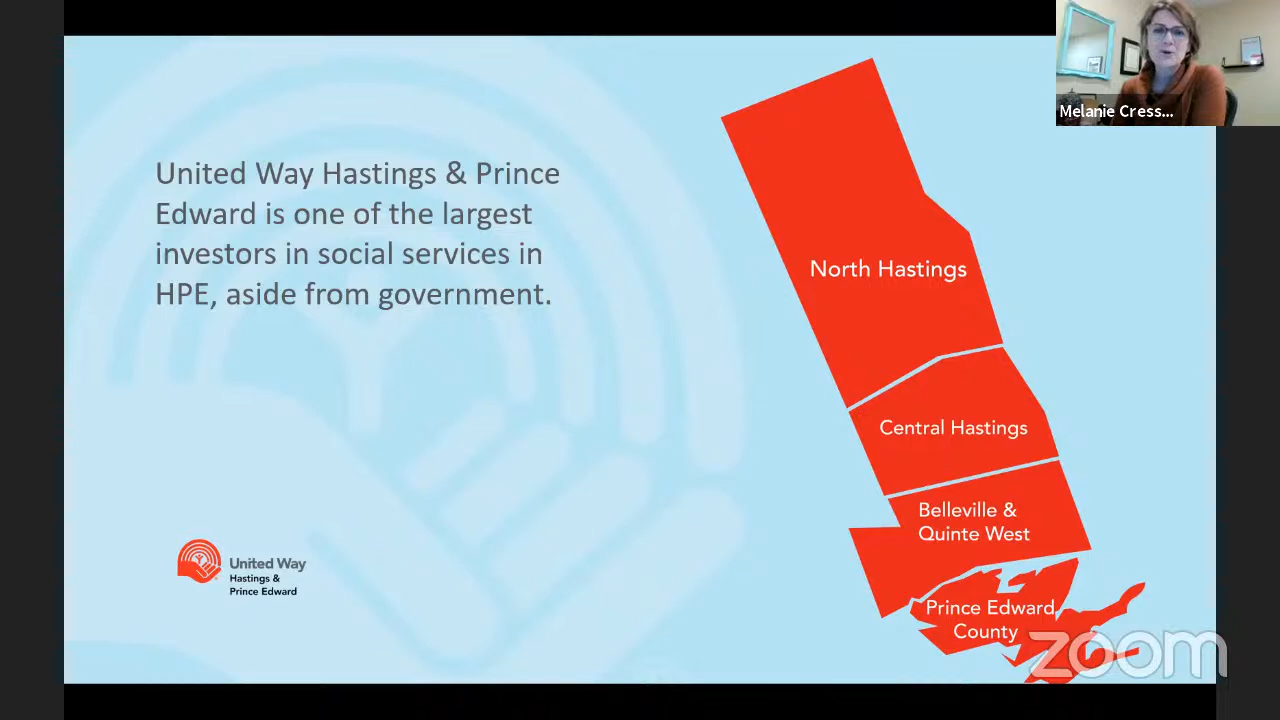 Melanie Cress...
United Way Hastings & Prince
Edward is one of the largest
investors in social services in
HPE, aside from government.
North Hastings
Central Hastings
Belleville &
Quinte West
Prince Edward
County
United Way
Hastings &
Prince Edward
zoom